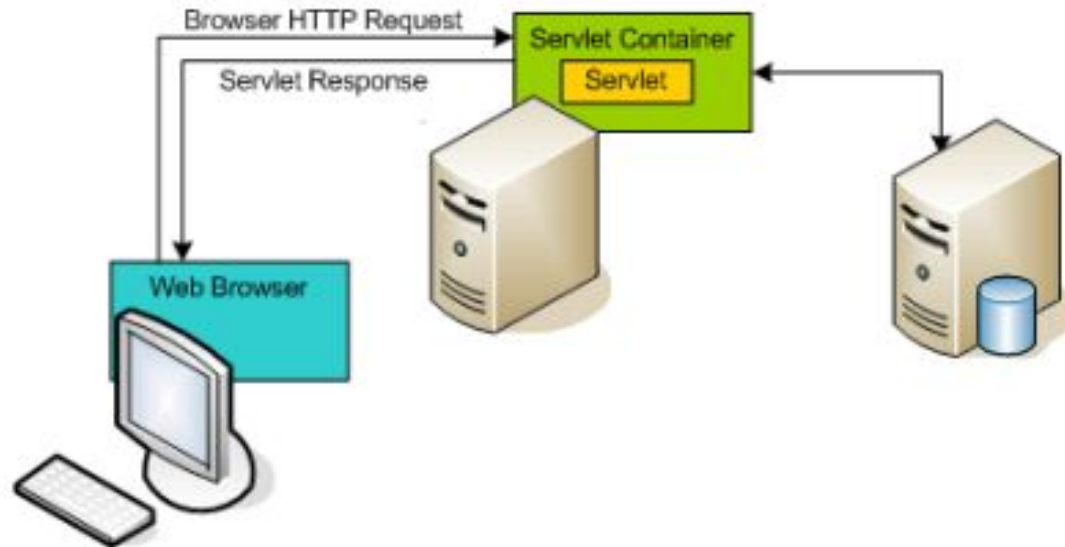 Browser HTTP Request
Servlet Container
Servlet
Servlet Response
Web Browser